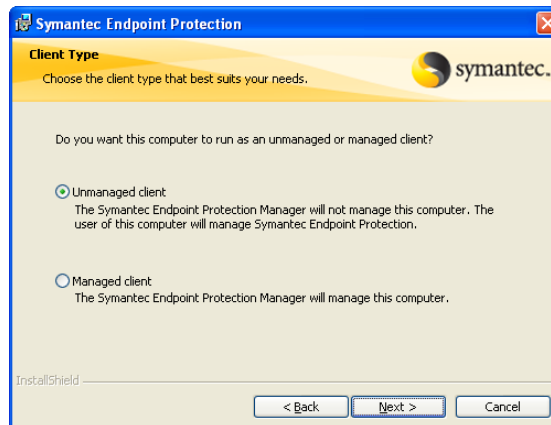 Symantec Endpoint Protection
Client Type
Choose the client type that best suits your needs.
symantec.
Do you want this computer to run as an unmanaged or managed client?
Unmanaged client
The Symantec Endpoint Protection Manager will not manage this computer. The
user of this computer will manage Symantec Endpoint Protection.
Managed client
The Symantec Endpoint Protection Manager will manage this computer.
InstallShield
< Back
Next >
Cancel